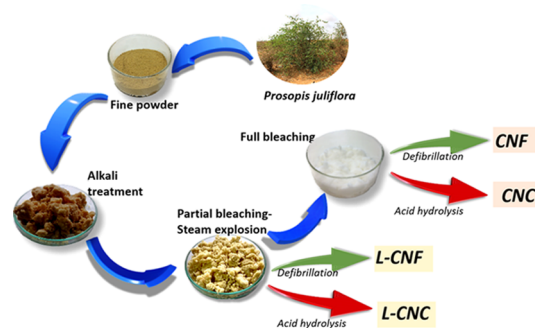 Prosopis juliflora
Fine powder
Alkali
treatment
Partial bleaching-
Steam explosion
Full bleaching
Defibrillation
CNF
Acid hydrolysis
CNC
Defibrillation
L-CNF
Acid hydrolysis
L-CNC